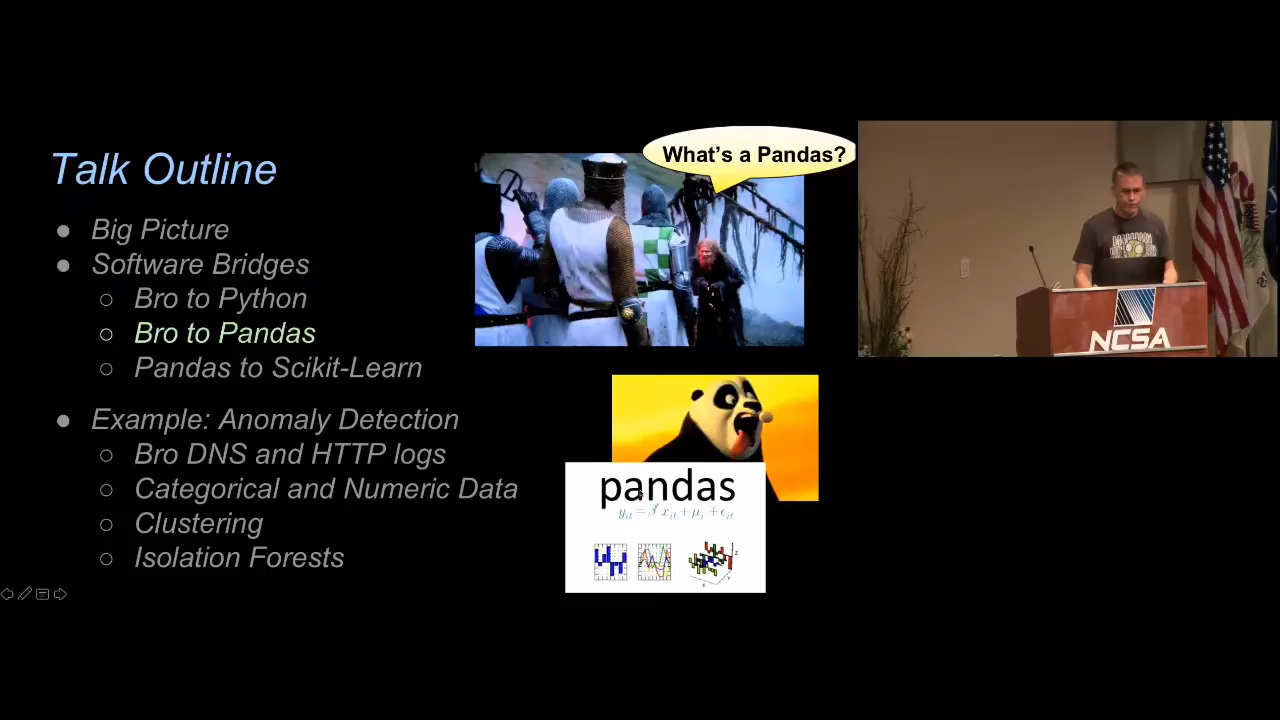 Talk Outline
● Big Picture
● Software Bridges
○ Bro to Python
○ Bro to Pandas
○ Pandas to Scikit-Learn
● Example: Anomaly Detection
○ Bro DNS and HTTP logs
○ Categorical and Numeric Data
○ Clustering
○ Isolation Forests
What's a Pandas?
pandas
NCSA